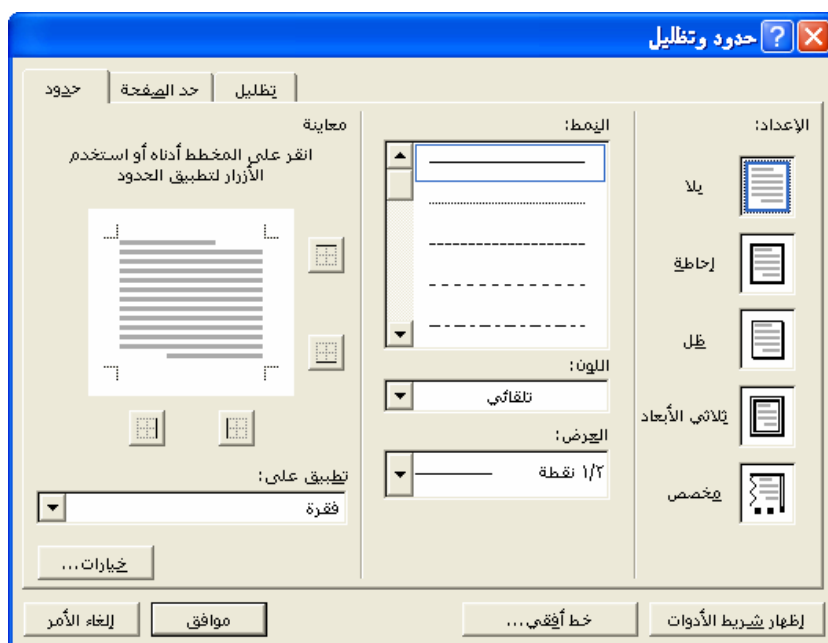 حدود وتظليل
حدود
حد الصفحة
تظليل
الإعداد:
بلا
إحاطة
ظل
ثلاثي الأبعاد
مخصص
النمط:
اللون:
تلقائي
العرض:
١/٢ نقطة
معاينة
انقر على المخطط أدناه أو استخدم
الأزرار لتطبيق الحدود
تطبيق على:
فقرة
خيارات...
إظهار شريط الأدوات
خط أفقي...
موافق
إلغاء الأمر